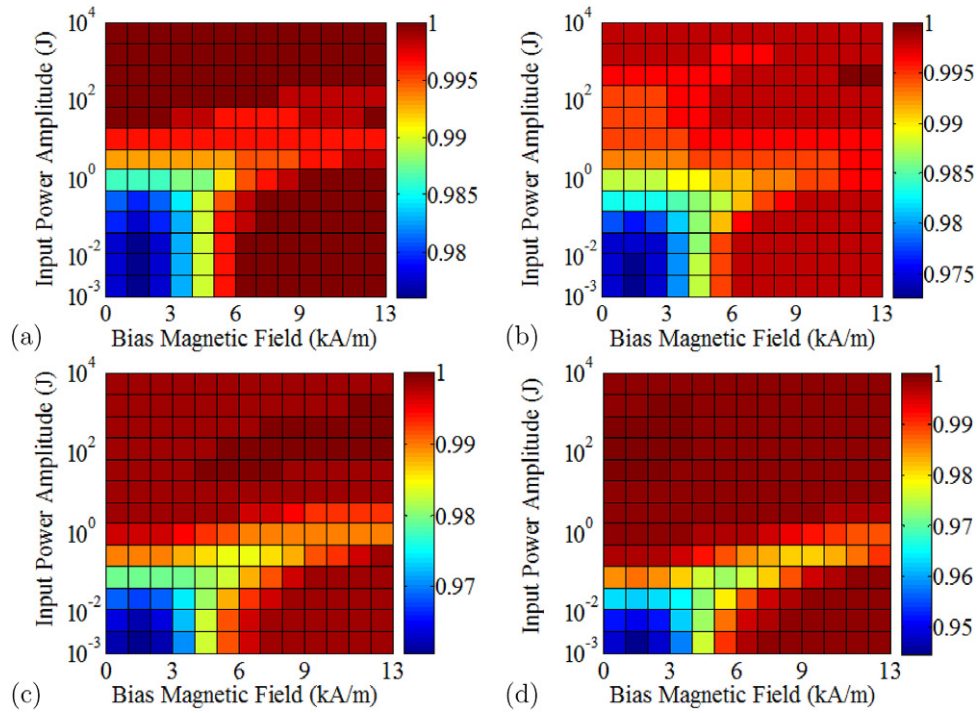 10^4
10^2
10^0
10^-2
10^-3
Input Power Amplitude (J)
0 3 6 9 13
Bias Magnetic Field (kA/m)
1
0.995
0.99
0.985
0.98
(a)
10^4
10^2
10^0
10^-2
10^-3
Input Power Amplitude (J)
0 3 6 9 13
Bias Magnetic Field (kA/m)
1
0.995
0.99
0.985
0.98
0.975
(b)
10^4
10^2
10^0
10^-2
10^-3
Input Power Amplitude (J)
0 3 6 9 13
Bias Magnetic Field (kA/m)
1
0.99
0.98
0.97
(c)
10^4
10^2
10^0
10^-2
10^-3
Input Power Amplitude (J)
0 3 6 9 13
Bias Magnetic Field (kA/m)
1
0.99
0.98
0.97
0.96
0.95
(d)